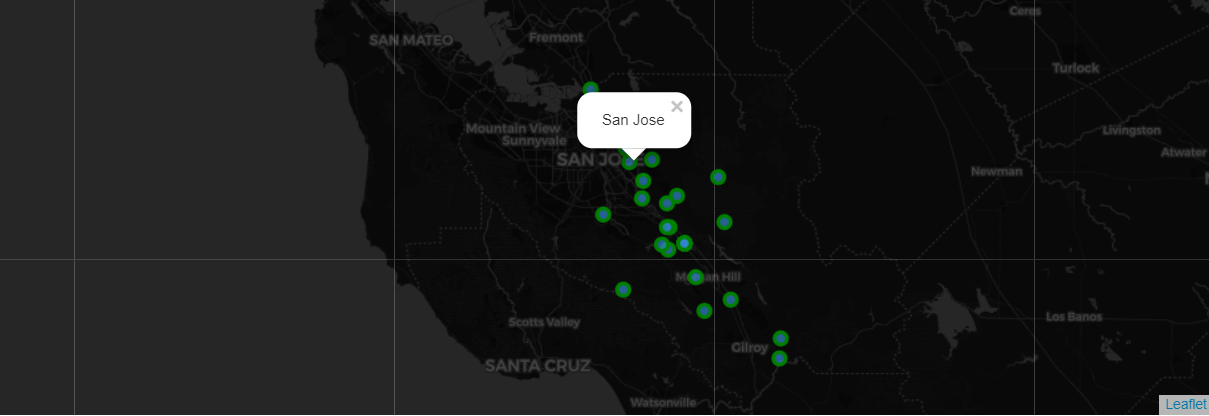 Ceres
SAN MATEO
Fremont
Turlock
×
San Jose
Mountain View
Sunnyvale
Livingston
Atwater
SAN JOSE
Newman
Morgan Hill
Los Banos
Scotts Valley
Gilroy
SANTA CRUZ
Watsonville
Leaflet